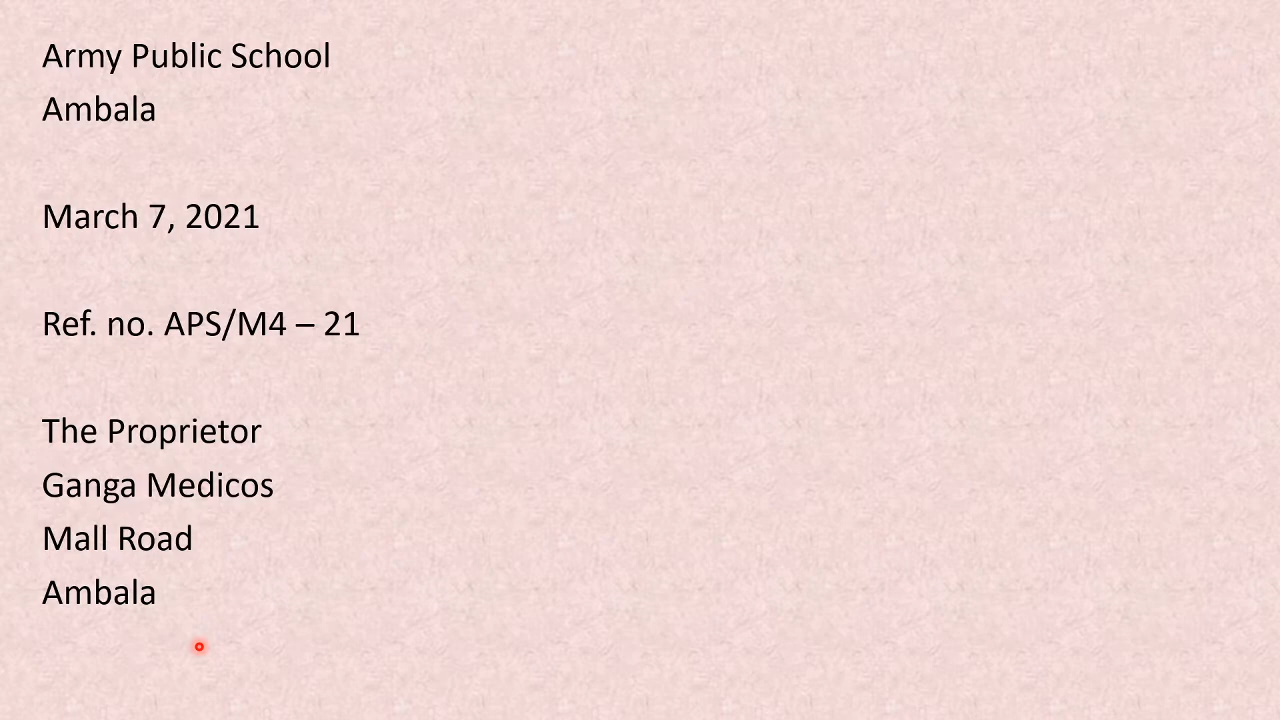 Army Public School
Ambala
March 7, 2021
Ref. no. APS/M4 – 21
The Proprietor
Ganga Medicos
Mall Road
Ambala